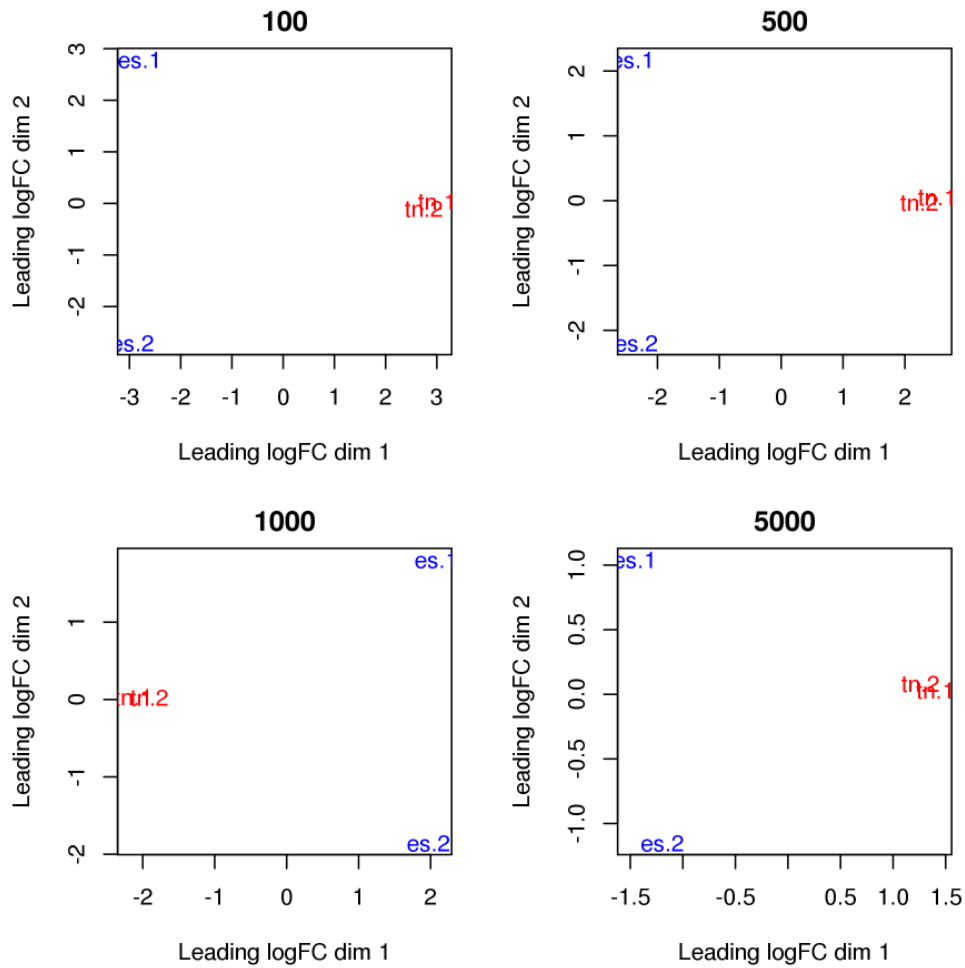 100
3
2
1
0
-1
-2
Leading logFC dim 2
es.1
tn.1
tn.2
es.2
-3 -2 -1 0 1 2 3
Leading logFC dim 1
500
2
1
0
-1
-2
Leading logFC dim 2
es.1
tn.1
tn.2
es.2
-2 -1 0 1 2
Leading logFC dim 1
1000
1
0
-1
-2
Leading logFC dim 2
es.1
tn.2
es.2
-2 -1 0 1 2
Leading logFC dim 1
5000
1.0
0.5
0.0
-0.5
-1.0
Leading logFC dim 2
es.1
tn.2
tn.1
es.2
-1.5 -0.5 0.5 1.0 1.5
Leading logFC dim 1